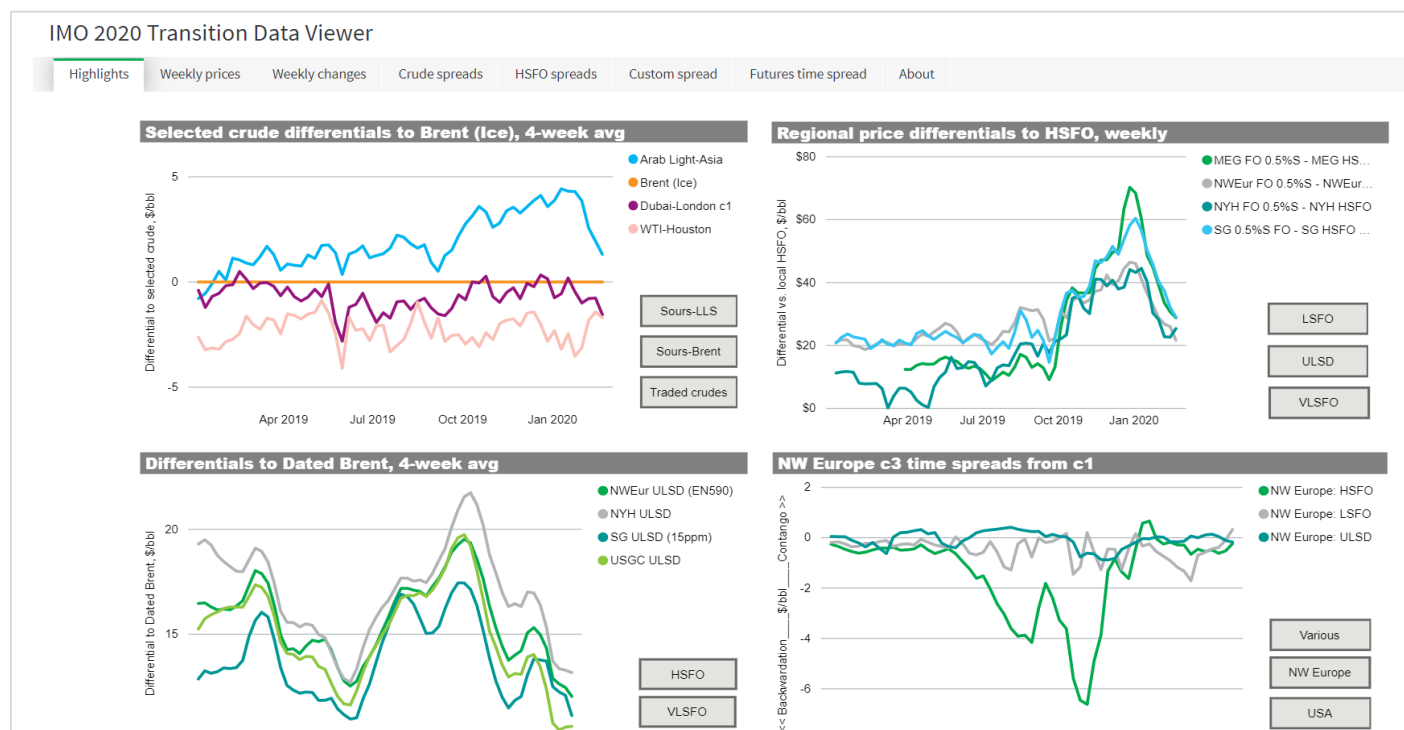 IMO 2020 Transition Data Viewer
Highlights Weekly prices Weekly changes Crude spreads HSFO spreads Custom spread Futures time spread About
Selected crude differentials to Brent (Ice), 4-week avg
Differential to selected crude, $/bbl
5
0
-5
Apr 2019 Jul 2019 Oct 2019 Jan 2020
Arab Light-Asia
Brent (Ice)
Dubai-London c1
WTI-Houston
Sours-LLS
Sours-Brent
Traded crudes
Regional price differentials to HSFO, weekly
Differential vs. local HSFO, $/bbl
$80
$60
$40
$20
$0
Apr 2019 Jul 2019 Oct 2019 Jan 2020
MEG FO 0.5%S - MEG HS...
NWEur FO 0.5%S - NWEur...
NYH FO 0.5%S - NYH HSFO
SG 0.5%S FO - SG HSFO ...
LSFO
ULSD
VLSFO
Differentials to Dated Brent, 4-week avg
Differential to Dated Brent, $/bbl
20
15
NWEur ULSD (EN590)
NYH ULSD
SG ULSD (15ppm)
USGC ULSD
HSFO
VLSFO
NW Europe c3 time spreads from c1
<< Backwardation____$/bbl____Contango >>
2
0
-2
-4
-6
NW Europe: HSFO
NW Europe: LSFO
NW Europe: ULSD
Various
NW Europe
USA